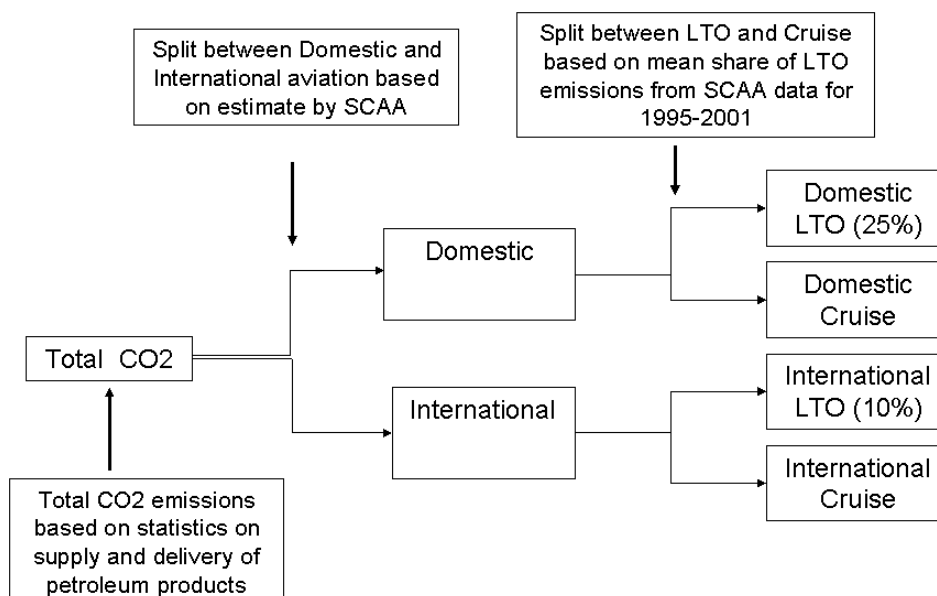 Split between Domestic and
International aviation based
on estimate by SCAA
Split between LTO and Cruise
based on mean share of LTO
emissions from SCAA data for
1995-2001
Domestic
LTO (25%)
Domestic
Domestic
Cruise
Total CO2
International
LTO (10%)
International
International
Cruise
Total CO2 emissions
based on statistics on
supply and delivery of
petroleum products